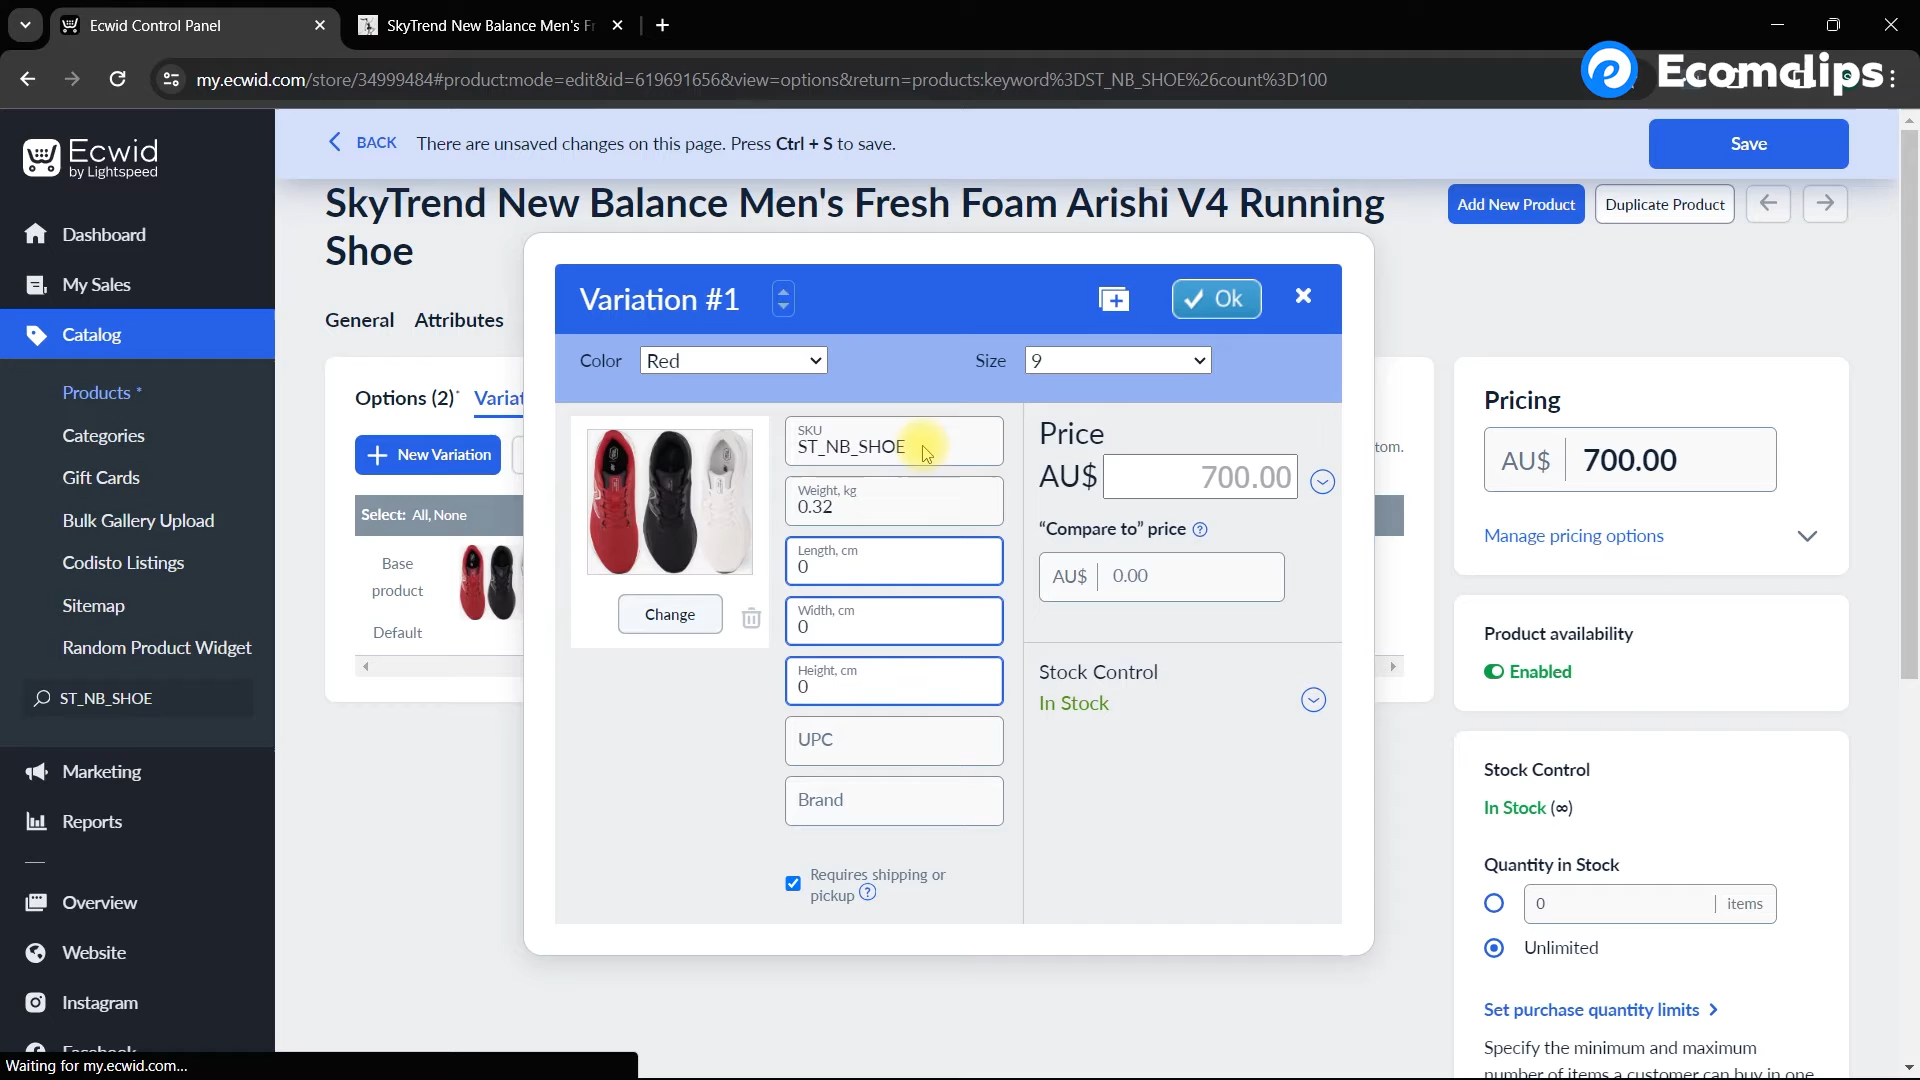 Ecwid Control Panel
SkyTrend New Balance Men's Fr
my.ecwid.com/store/34999484#product:mode=edit&id=619691656&view=options&return=products:keyword%3DST_NB_SHOE%26count%3D100
Ecomclips
Ecwid
by Lightspeed
BACK
There are unsaved changes on this page. Press Ctrl + S to save.
Save
SkyTrend New Balance Men's Fresh Foam Arishi V4 Running
Shoe
Add New Product
Duplicate Product
Dashboard
My Sales
Catalog
Products *
Categories
Gift Cards
Bulk Gallery Upload
Codisto Listings
Sitemap
Random Product Widget
ST_NB_SHOE
Marketing
Reports
Overview
Website
Instagram
General
Attributes
Options (2)*
Variat
New Variation
Select: All, None
Base
product
Default
tom.
Variation #1
Ok
Color
Red
Size
9
SKU
ST_NB_SHOE
Weight, kg
0.32
Length, cm
0
Width, cm
0
Height, cm
0
UPC
Brand
Requires shipping or
pickup
Change
Price
AU$
700.00
“Compare to” price
AU$
0.00
Stock Control
In Stock
Pricing
AU$
700.00
Manage pricing options
Product availability
Enabled
Stock Control
In Stock (∞)
Quantity in Stock
0
items
Unlimited
Set purchase quantity limits
Specify the minimum and maximum
number of items a customer can buy in one
Waiting for my.ecwid.com...